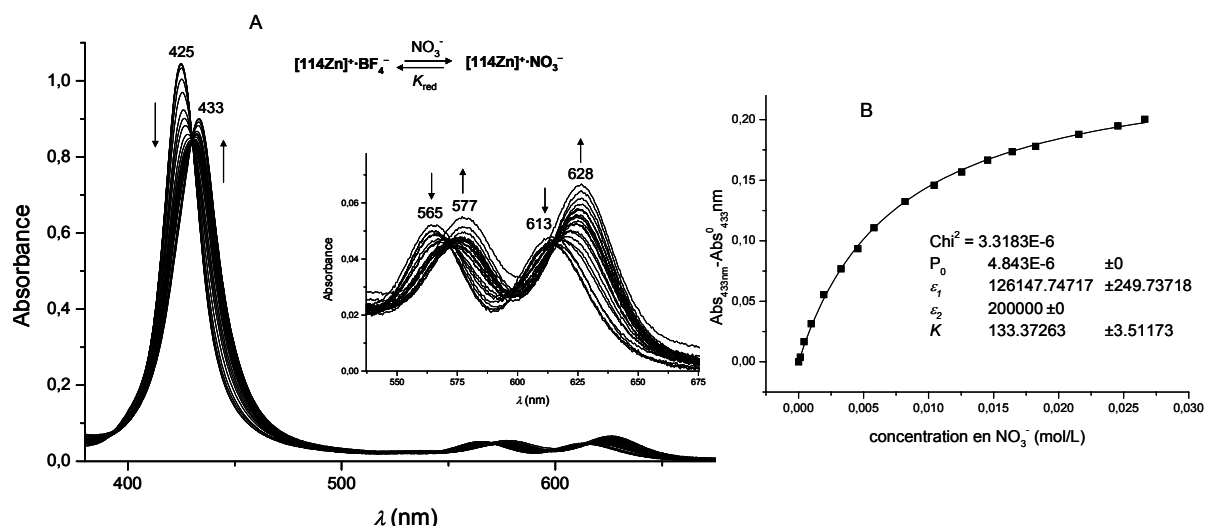 A
NO₃⁻
[114Zn]⁺·BF₄⁻ [114Zn]⁺·NO₃⁻
K_red
425
433
Absorbance
1,0
0,8
0,6
0,4
0,2
0,0
400 500 600
λ (nm)
628
565 577 613
Absorbance
0,06
0,04
0,02
0,00
550 575 600 625 650 675
λ (nm)
B
Abs₄₃₃nm-Abs⁰₄₃₃nm
0,20
0,15
0,10
0,05
0,00
Chi² = 3.3183E-6
P₀ 4.843E-6 ±0
ε₁ 126147.74717 ±249.73718
ε₂ 200000 ±0
K 133.37263 ±3.51173
0,000 0,005 0,010 0,015 0,020 0,025 0,030
concentration en NO₃⁻ (mol/L)